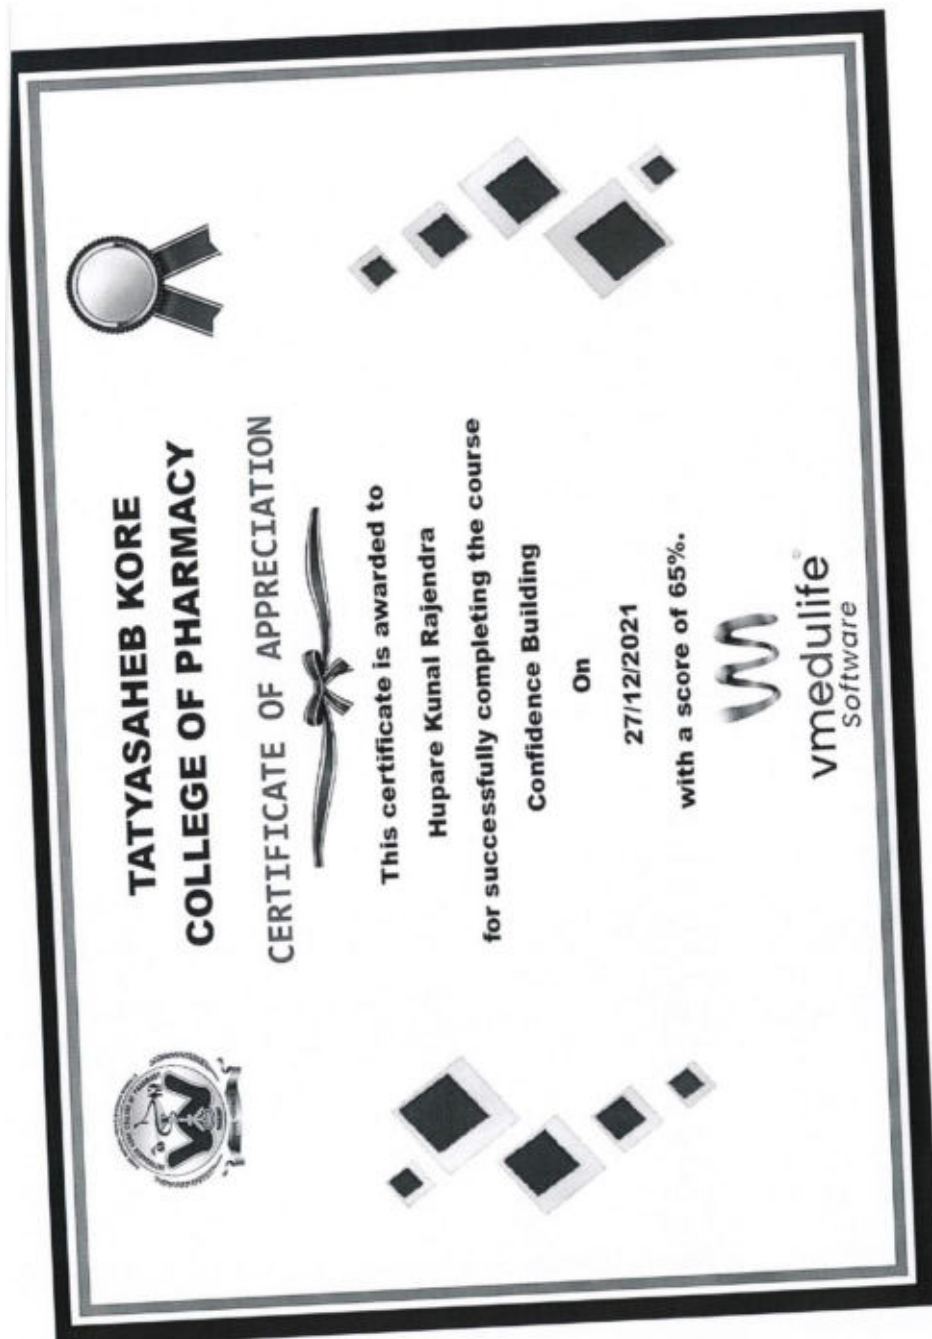 TATYASAHEB KORE
COLLEGE OF PHARMACY
CERTIFICATE OF APPRECIATION
This certificate is awarded to
Hupare Kunal Rajendra
for successfully completing the course
Confidence Building
On
27/12/2021
with a score of 65%.
vmedulife
Software